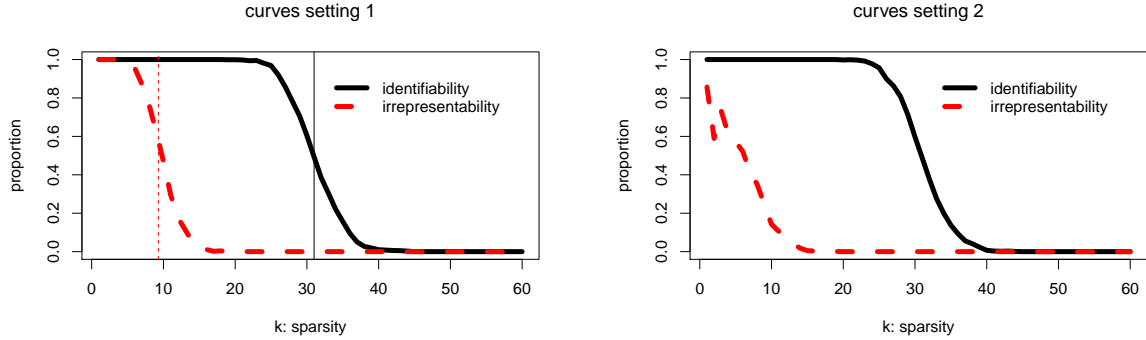 curves setting 1
proportion
1.0
0.8
0.6
0.4
0.2
0.0
identifiability
irrepresentability
0 10 20 30 40 50 60
k: sparsity
curves setting 2
proportion
1.0
0.8
0.6
0.4
0.2
0.0
identifiability
irrepresentability
0 10 20 30 40 50 60
k: sparsity